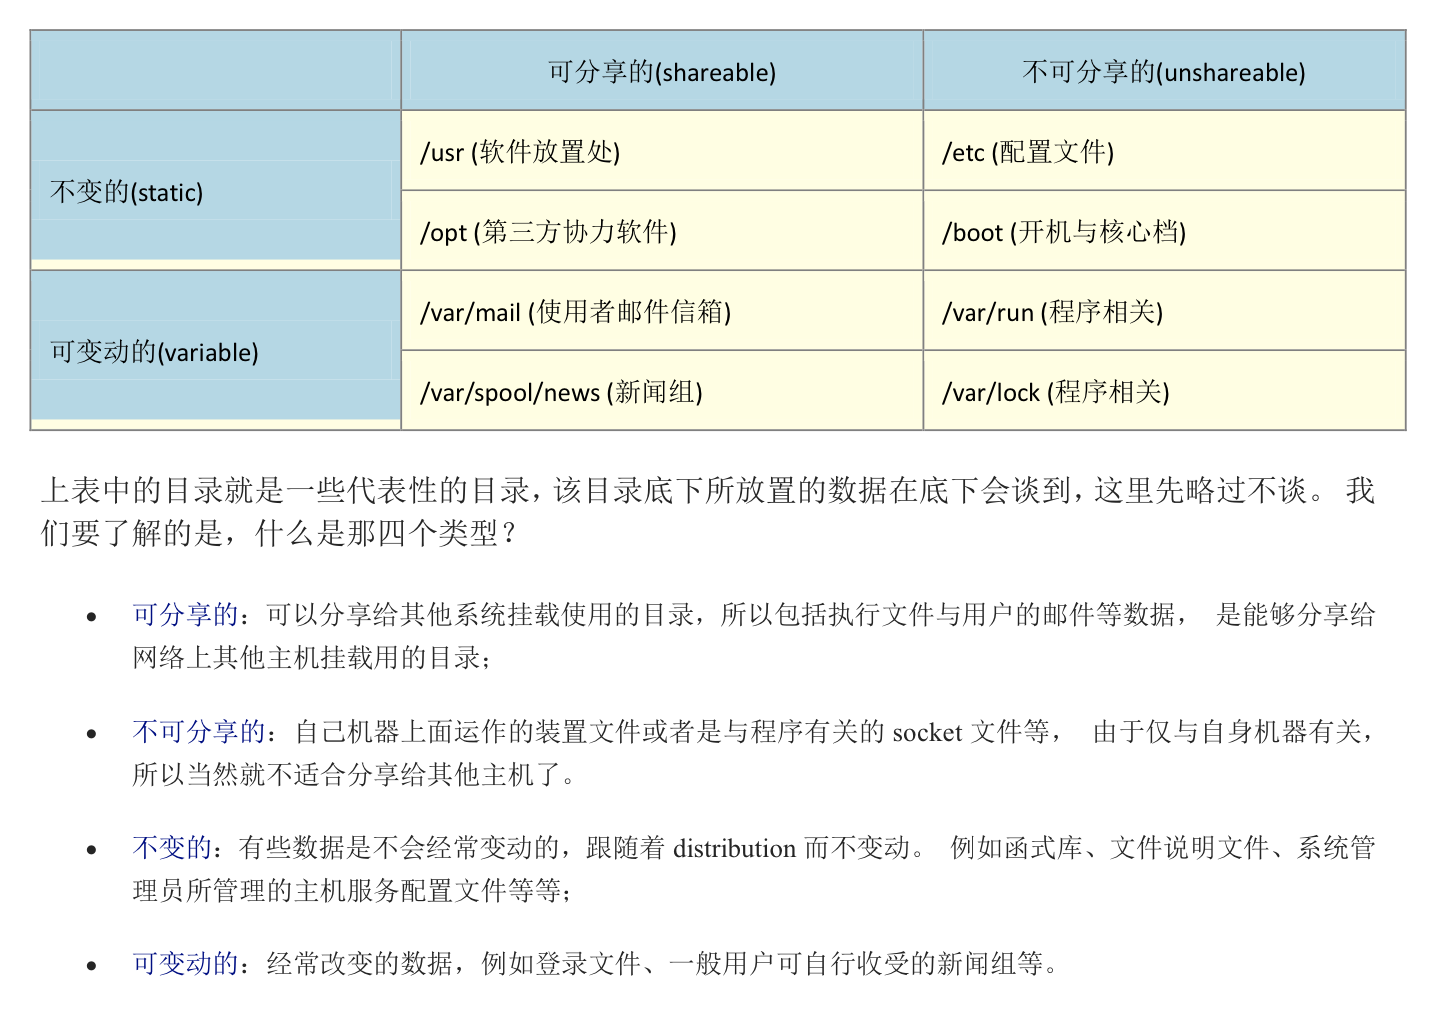 可分享的(shareable) 不可分享的(unshareable)
不变的(static)
/usr (软件放置处) /etc (配置文件)
/opt (第三方协力软件) /boot (开机与核心档)
可变动的(variable)
/var/mail (使用者邮件信箱) /var/run (程序相关)
/var/spool/news (新闻组) /var/lock (程序相关)
上表中的目录就是一些代表性的目录,该目录底下所放置的数据在底下会谈到,这里先略过不谈。 我
们要了解的是，什么是那四个类型?
• 可分享的：可以分享给其他系统挂载使用的目录，所以包括执行文件与用户的邮件等数据， 是能够分享给
网络上其他主机挂载用的目录；
• 不可分享的：自己机器上面运作的装置文件或者是与程序有关的 socket 文件等， 由于仅与自身机器有关，
所以当然就不适合分享给其他主机了。
• 不变的：有些数据是不会经常变动的，跟随着 distribution 而不变动。 例如函式库、文件说明文件、系统管
理员所管理的主机服务配置文件等等；
• 可变动的：经常改变的数据，例如登录文件、一般用户可自行收受的新闻组等。